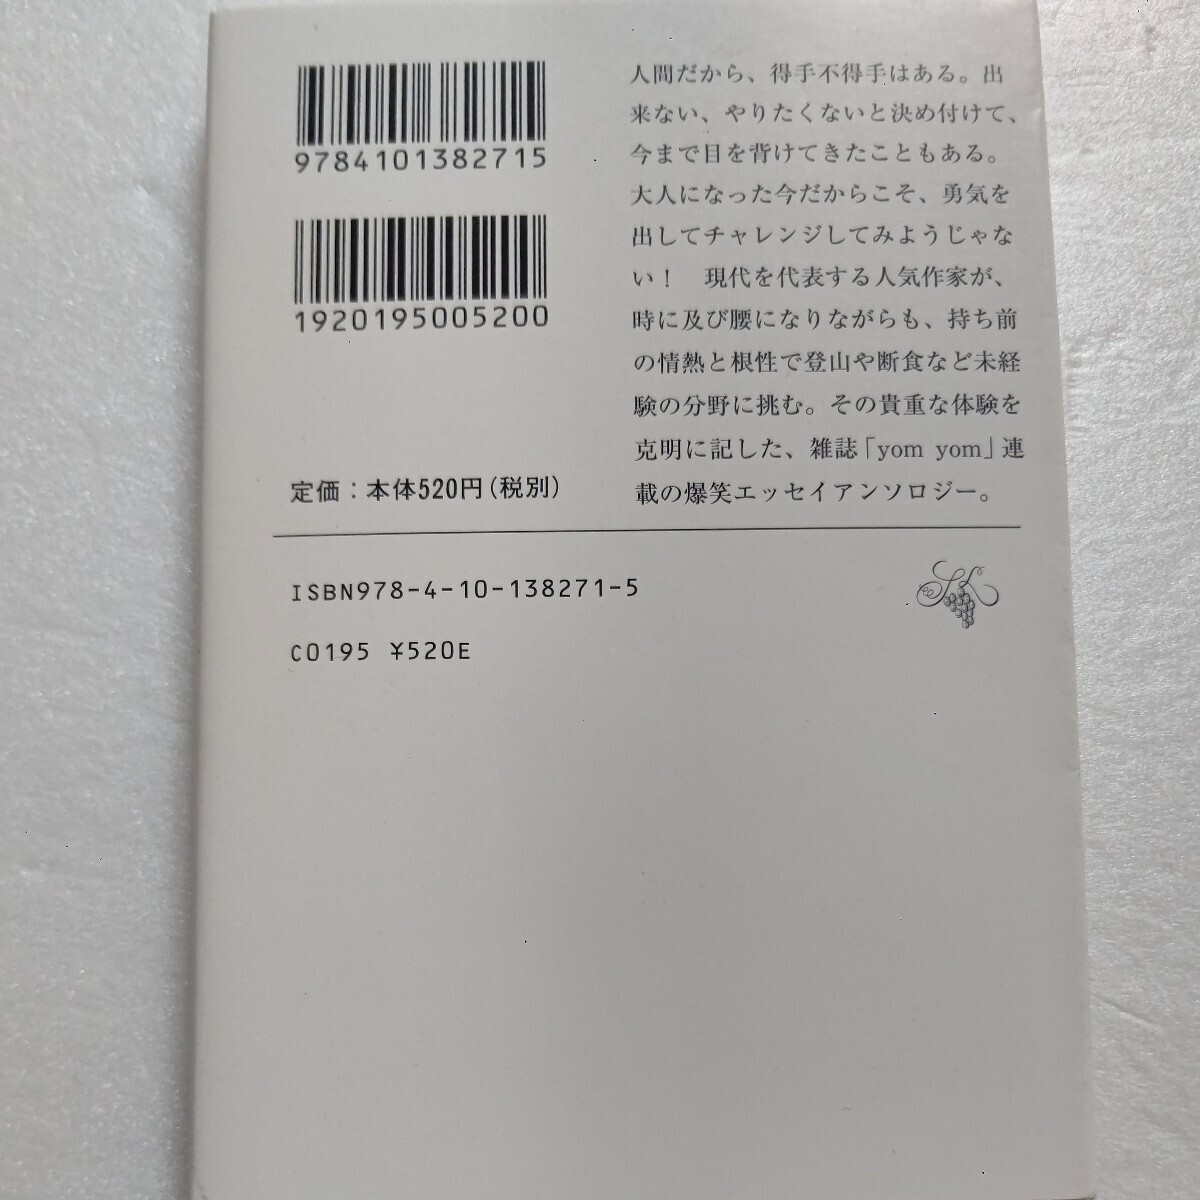 9784101382715
1920195005200
定価：本体520円(税別)
人間だから、得手不得手はある。出
来ない、やりたくないと決め付けて、
今まで目を背けてきたこともある。
大人になった今だからこそ、勇気を
出してチャレンジしてみようじゃな
い！　現代を代表する人気作家が、
時に及び腰になりながらも、持ち前
の情熱と根性で登山や断食など未経
験の分野に挑む。その貴重な体験を
克明に記した、雑誌「yom yom」連
載の爆笑エッセイアンソロジー。
ISBN978-4-10-138271-5
C0195 ¥520E